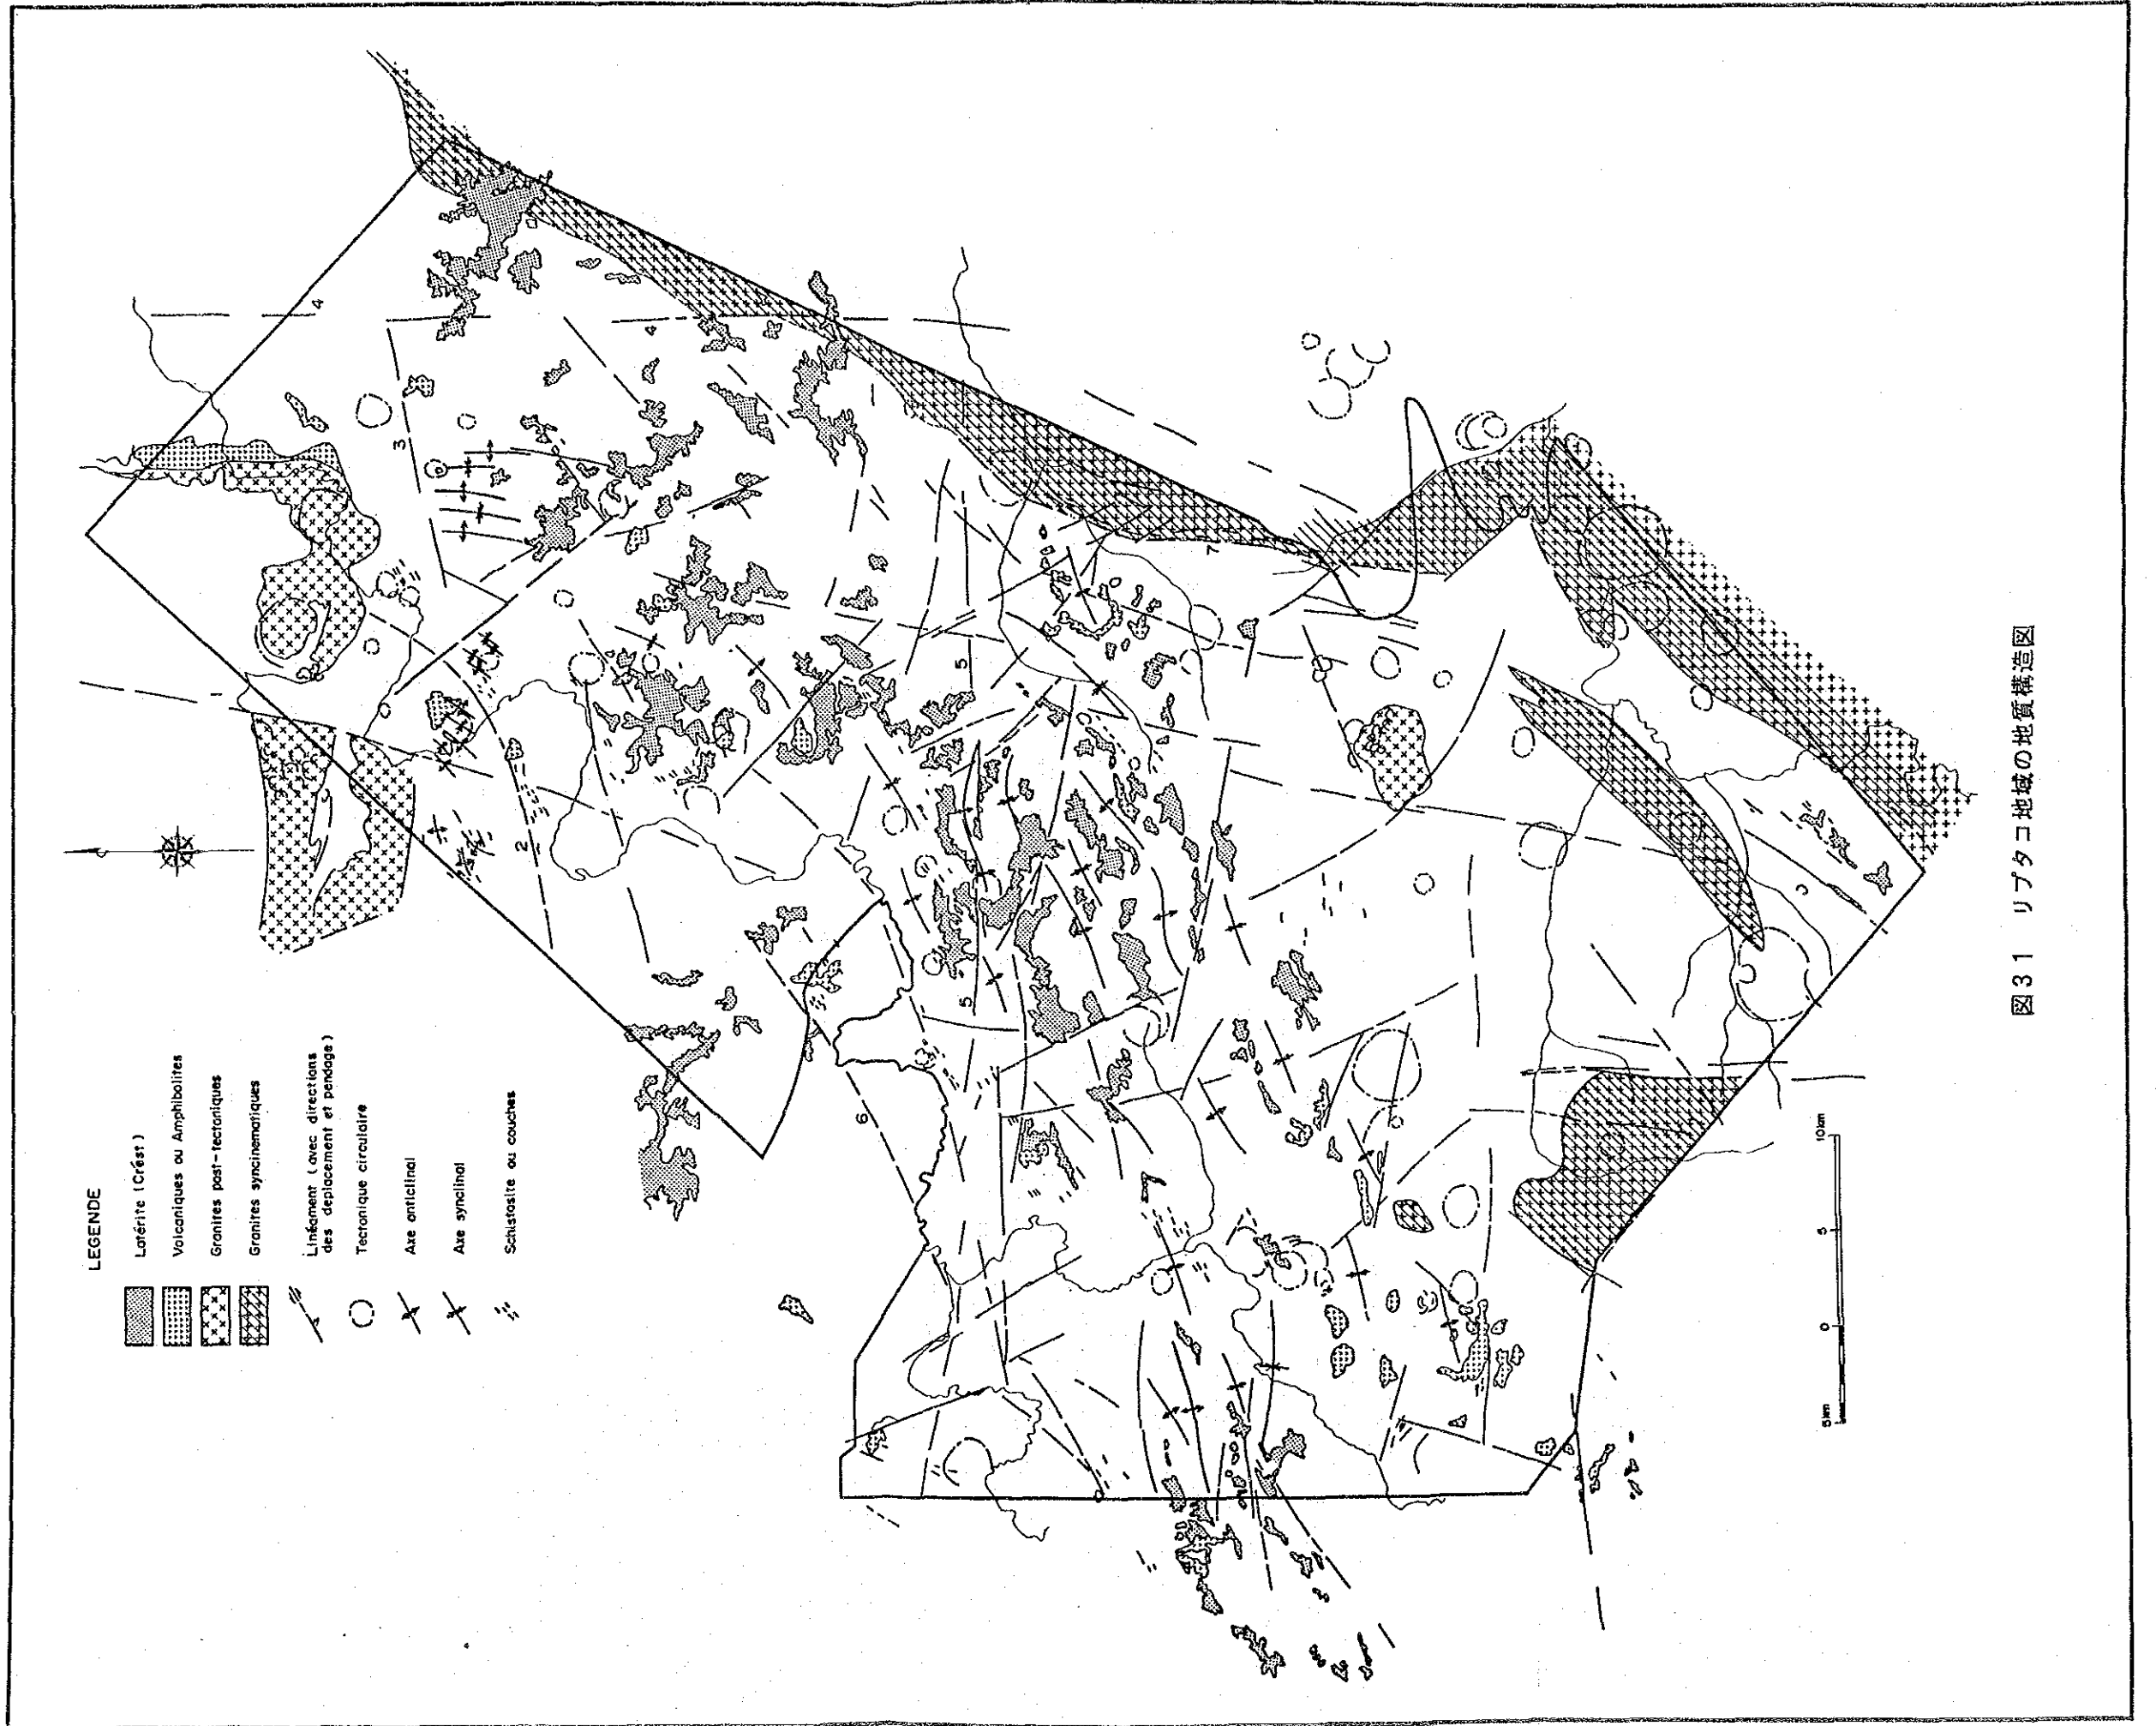 LEGENDE
Latérite (Crést)
Volcaniques ou Amphibolites
Granites post-tectoniques
Granites syncinematiques
Linéament (avec directions
des deplacement et pendage)
Tectonique circulaire
Axe anticlinal
Axe synclinal
Schistosite ou couches
1
2
3
4
4
5
5
6
7
5km
0
5
10km
図31 リプタコ地域の地質構造図